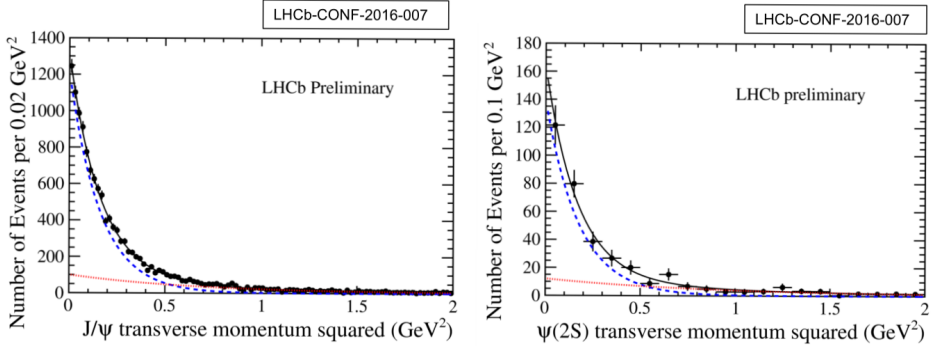 LHCb-CONF-2016-007
LHCb Preliminary
Number of Events per 0.02 GeV²
1400
1200
1000
800
600
400
200
0
0 0.5 1 1.5 2
J/ψ transverse momentum squared (GeV²)
LHCb-CONF-2016-007
LHCb preliminary
Number of Events per 0.1 GeV²
180
160
140
120
100
80
60
40
20
0
0 0.5 1 1.5 2
ψ(2S) transverse momentum squared (GeV²)